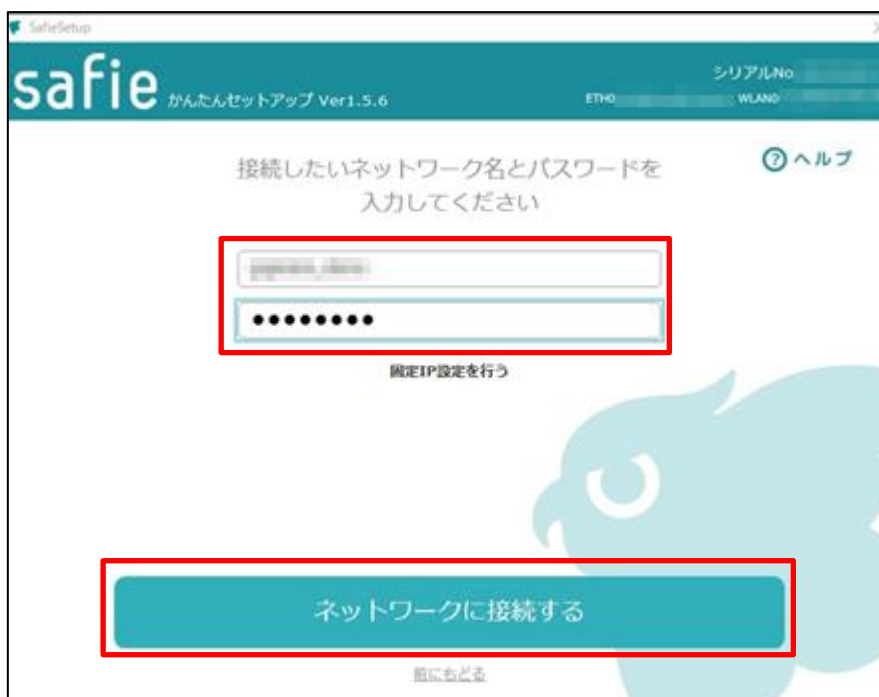 SafieSetup
safie かんたんセットアップ Ver1.5.6
シリアルNo
ETH0 WLAN0
ヘルプ
接続したいネットワーク名とパスワードを
入力してください
●●●●●●●●
固定IP設定を行う
ネットワークに接続する
前にもどる